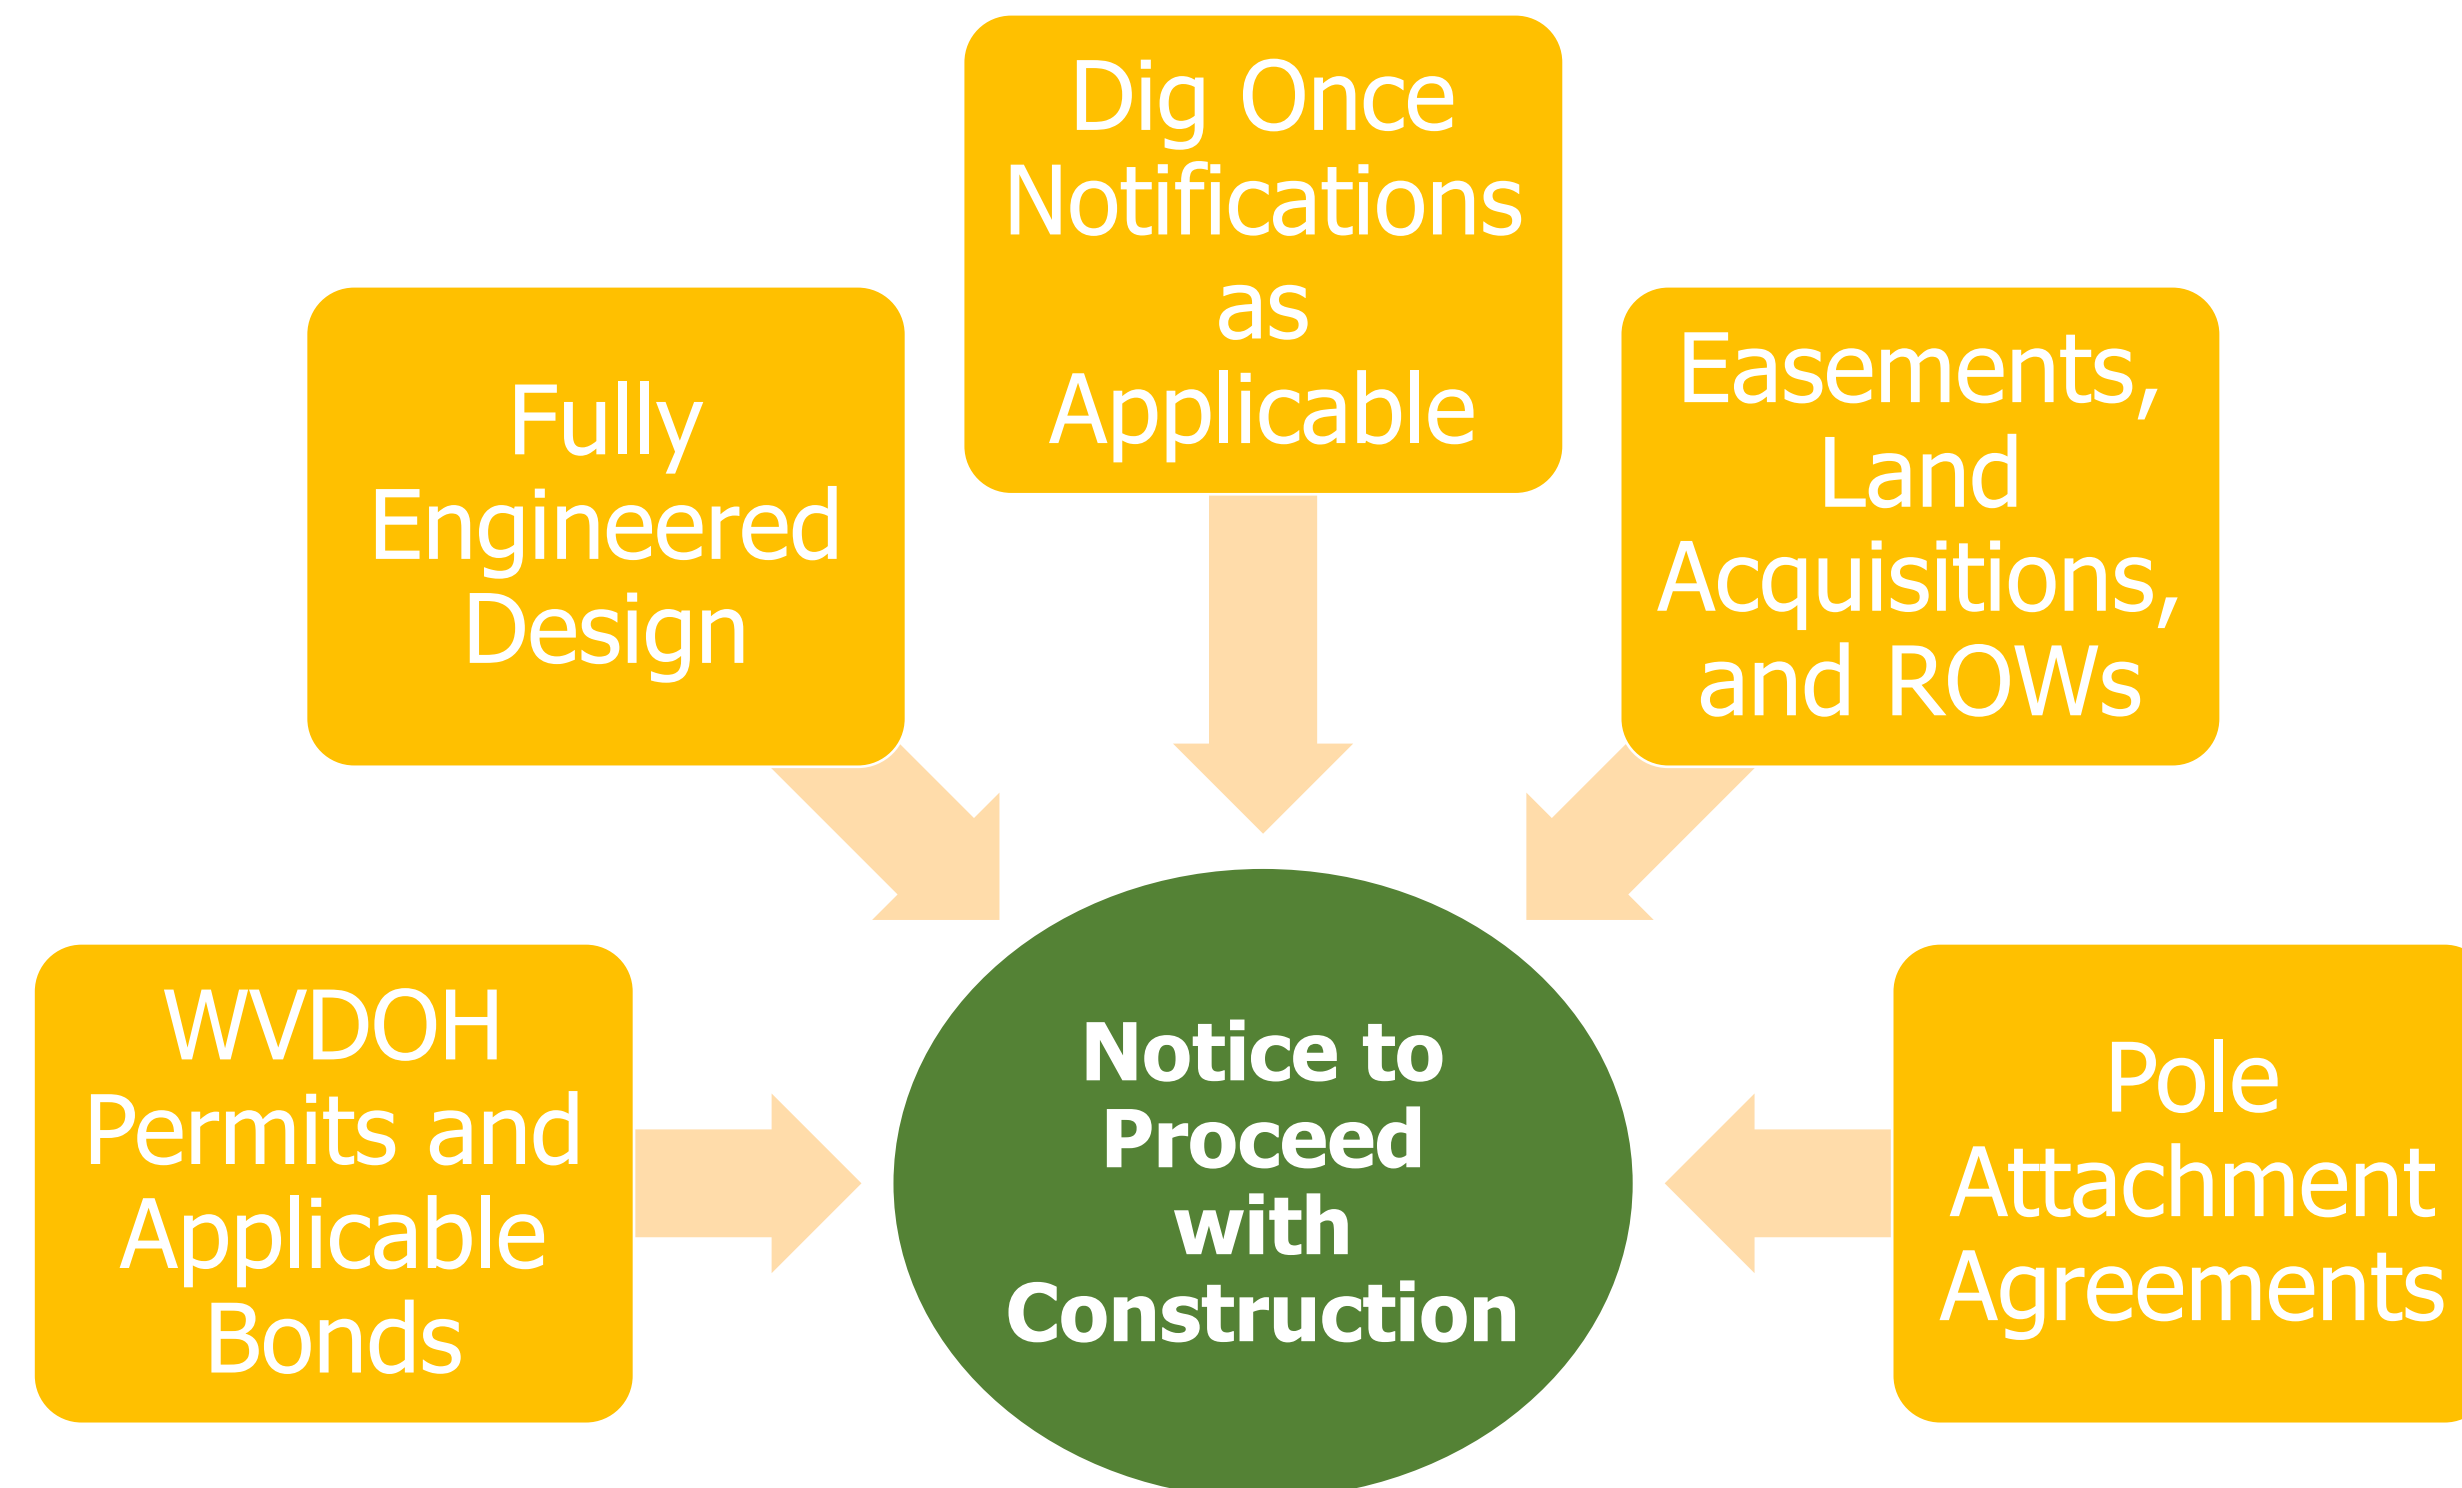 Dig Once
Notifications
as
Applicable
Fully
Engineered
Design
Easements,
Land
Acquisitions,
and ROWs
WVDOH
Permits and
Applicable
Bonds
Notice to
Proceed
with
Construction
Pole
Attachment
Agreements